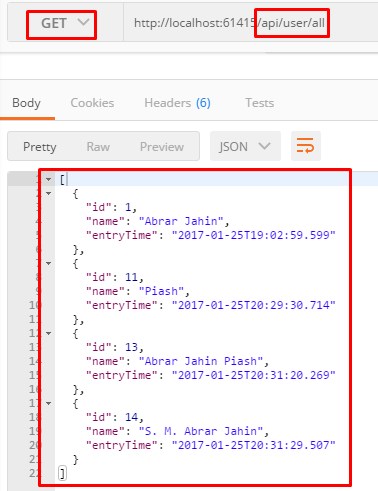 GET http://localhost:61415/api/user/all
Body Cookies Headers (6) Tests
Pretty Raw Preview JSON
1 [
2 {
3 "id": 1,
4 "name": "Abrar Jahin",
5 "entryTime": "2017-01-25T19:02:59.599"
6 },
7 {
8 "id": 11,
9 "name": "Piash",
10 "entryTime": "2017-01-25T20:29:30.714"
11 },
12 {
13 "id": 13,
14 "name": "Abrar Jahin Piash",
15 "entryTime": "2017-01-25T20:31:20.269"
16 },
17 {
18 "id": 14,
19 "name": "S. M. Abrar Jahin",
20 "entryTime": "2017-01-25T20:31:29.507"
21 }
22 ]